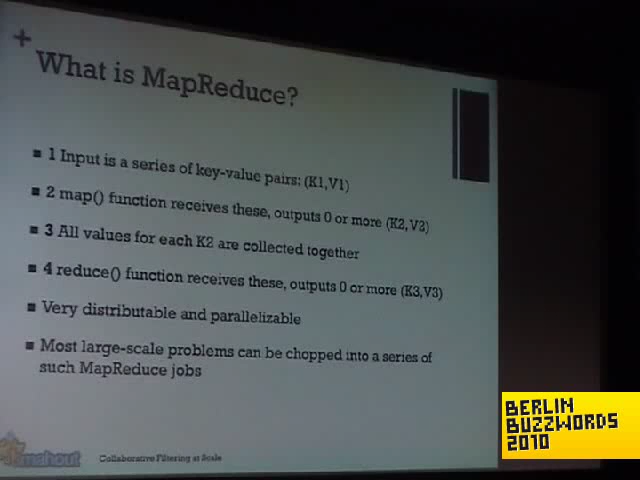 +
What is MapReduce?
1 Input is a series of key-value pairs: (K1,V1)
2 map() function receives these, outputs 0 or more (K2,V2)
3 All values for each K2 are collected together
4 reduce() function receives these, outputs 0 or more (K3,V3)
Very distributable and parallelizable
Most large-scale problems can be chopped into a series of
such MapReduce jobs
mahout
Collaborative Filtering at Scale
BERLIN
BUZZWORDS
2010